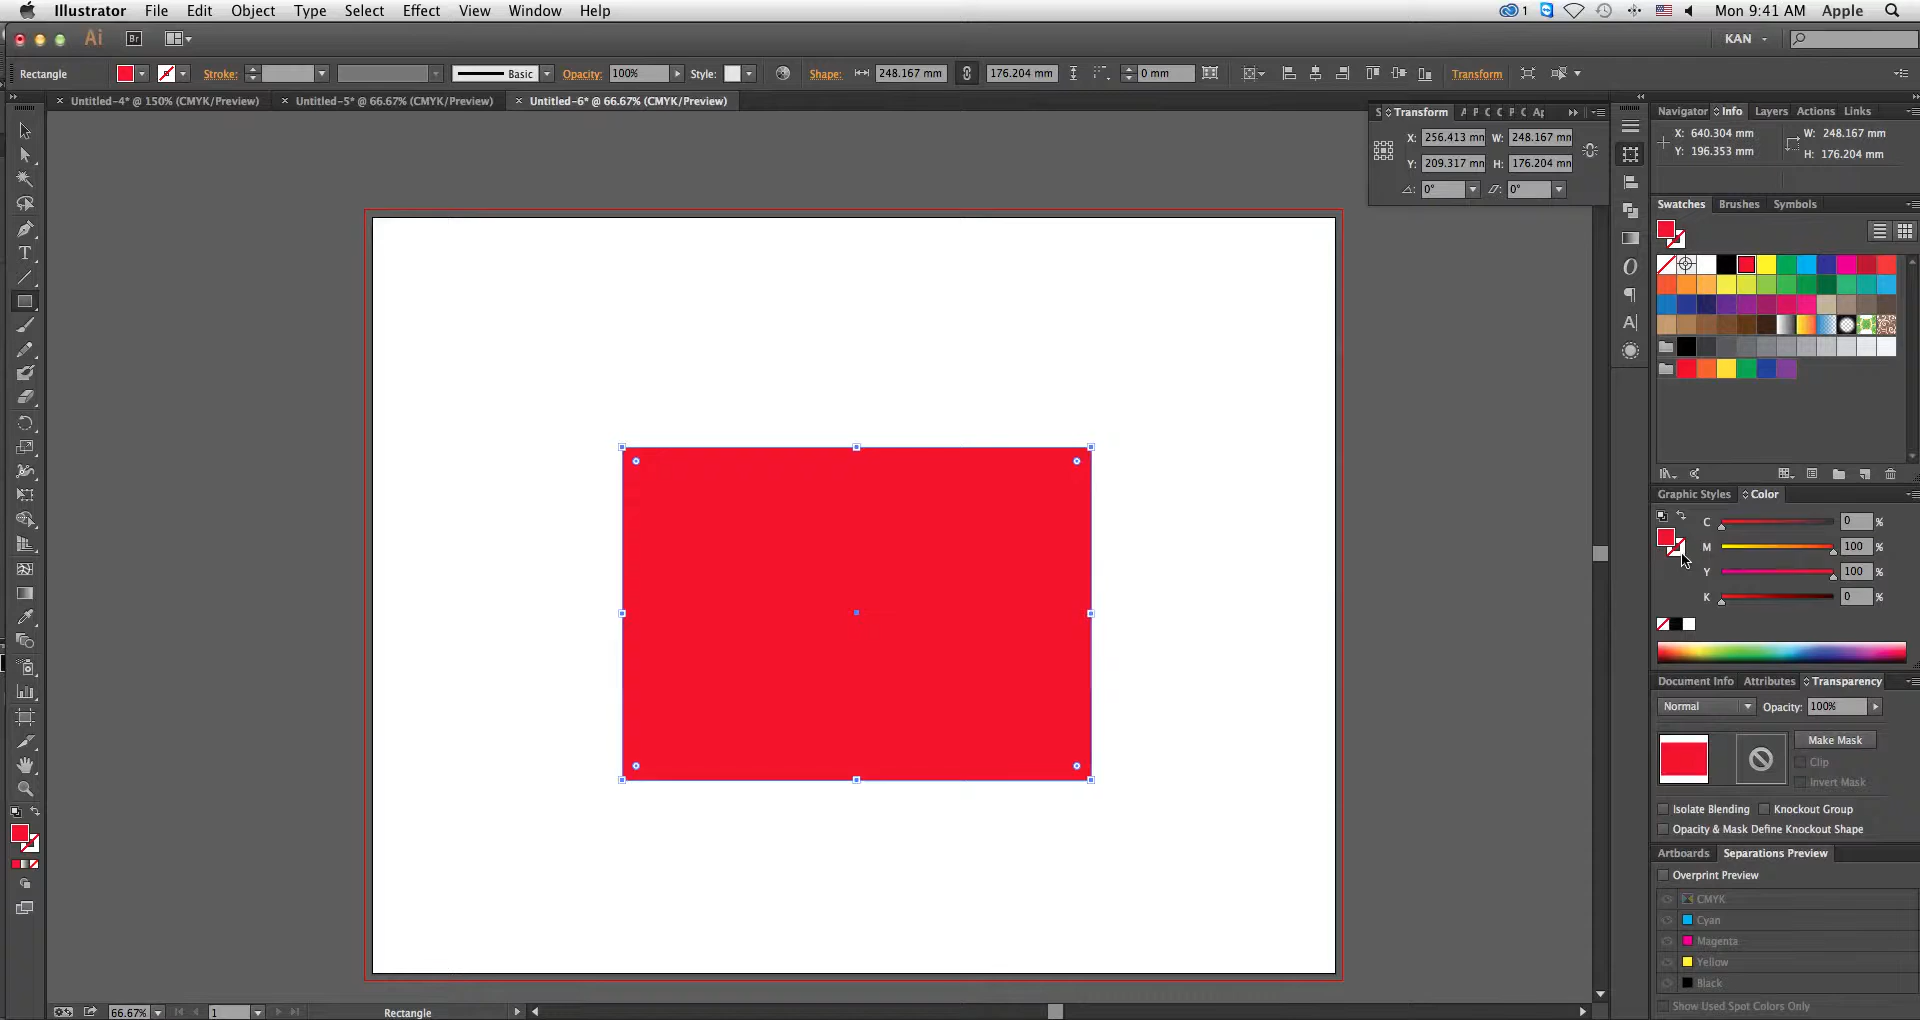 Illustrator File Edit Object Type Select Effect View Window Help
1 Mon 9:41 AM Apple
Ai Br KAN
Rectangle Stroke: Basic Opacity: 100% Style: Shape: 248.167 mm 176.204 mm 0 mm Transform
Untitled-4* @ 150% (CMYK/Preview) Untitled-5* @ 66.67% (CMYK/Preview) Untitled-6* @ 66.67% (CMYK/Preview)
Transform
X: 256.413 mm W: 248.167 mm
Y: 209.317 mm H: 176.204 mm
0° 0°
Navigator Info Layers Actions Links
X: 640.304 mm W: 248.167 mm
Y: 196.353 mm H: 176.204 mm
Swatches Brushes Symbols
Graphic Styles Color
C 0 %
M 100 %
Y 100 %
K 0 %
Document Info Attributes Transparency
Normal Opacity: 100%
Make Mask
Clip
Invert Mask
Isolate Blending Knockout Group
Opacity & Mask Define Knockout Shape
Artboards Separations Preview
Overprint Preview
CMYK
Cyan
Magenta
Yellow
Black
Show Used Spot Colors Only
66.67% 1 Rectangle